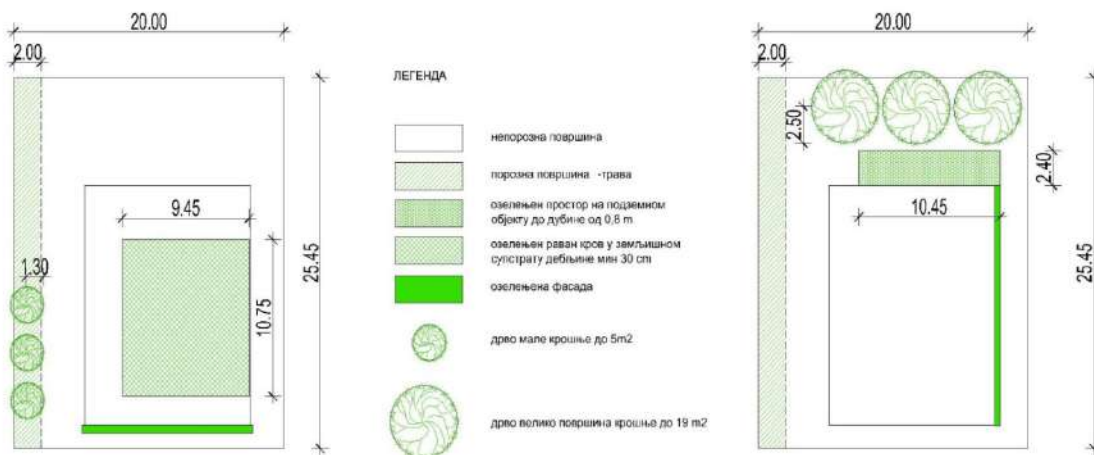 20.00
2.00
9.45
1.30
10.75
25.45
ЛЕГЕНДА
непорозна површина
порозна површина -трава
озелењен простор на подземном
објекту до дубине од 0,8 m
озелењен раван кров у земљишном
супстрату дебљине мин 30 cm
озелењена фасада
дрво мале крошње до 5m2
дрво велико површина крошње до 19 m2
20.00
2.00
2.50
2.40
10.45
25.45